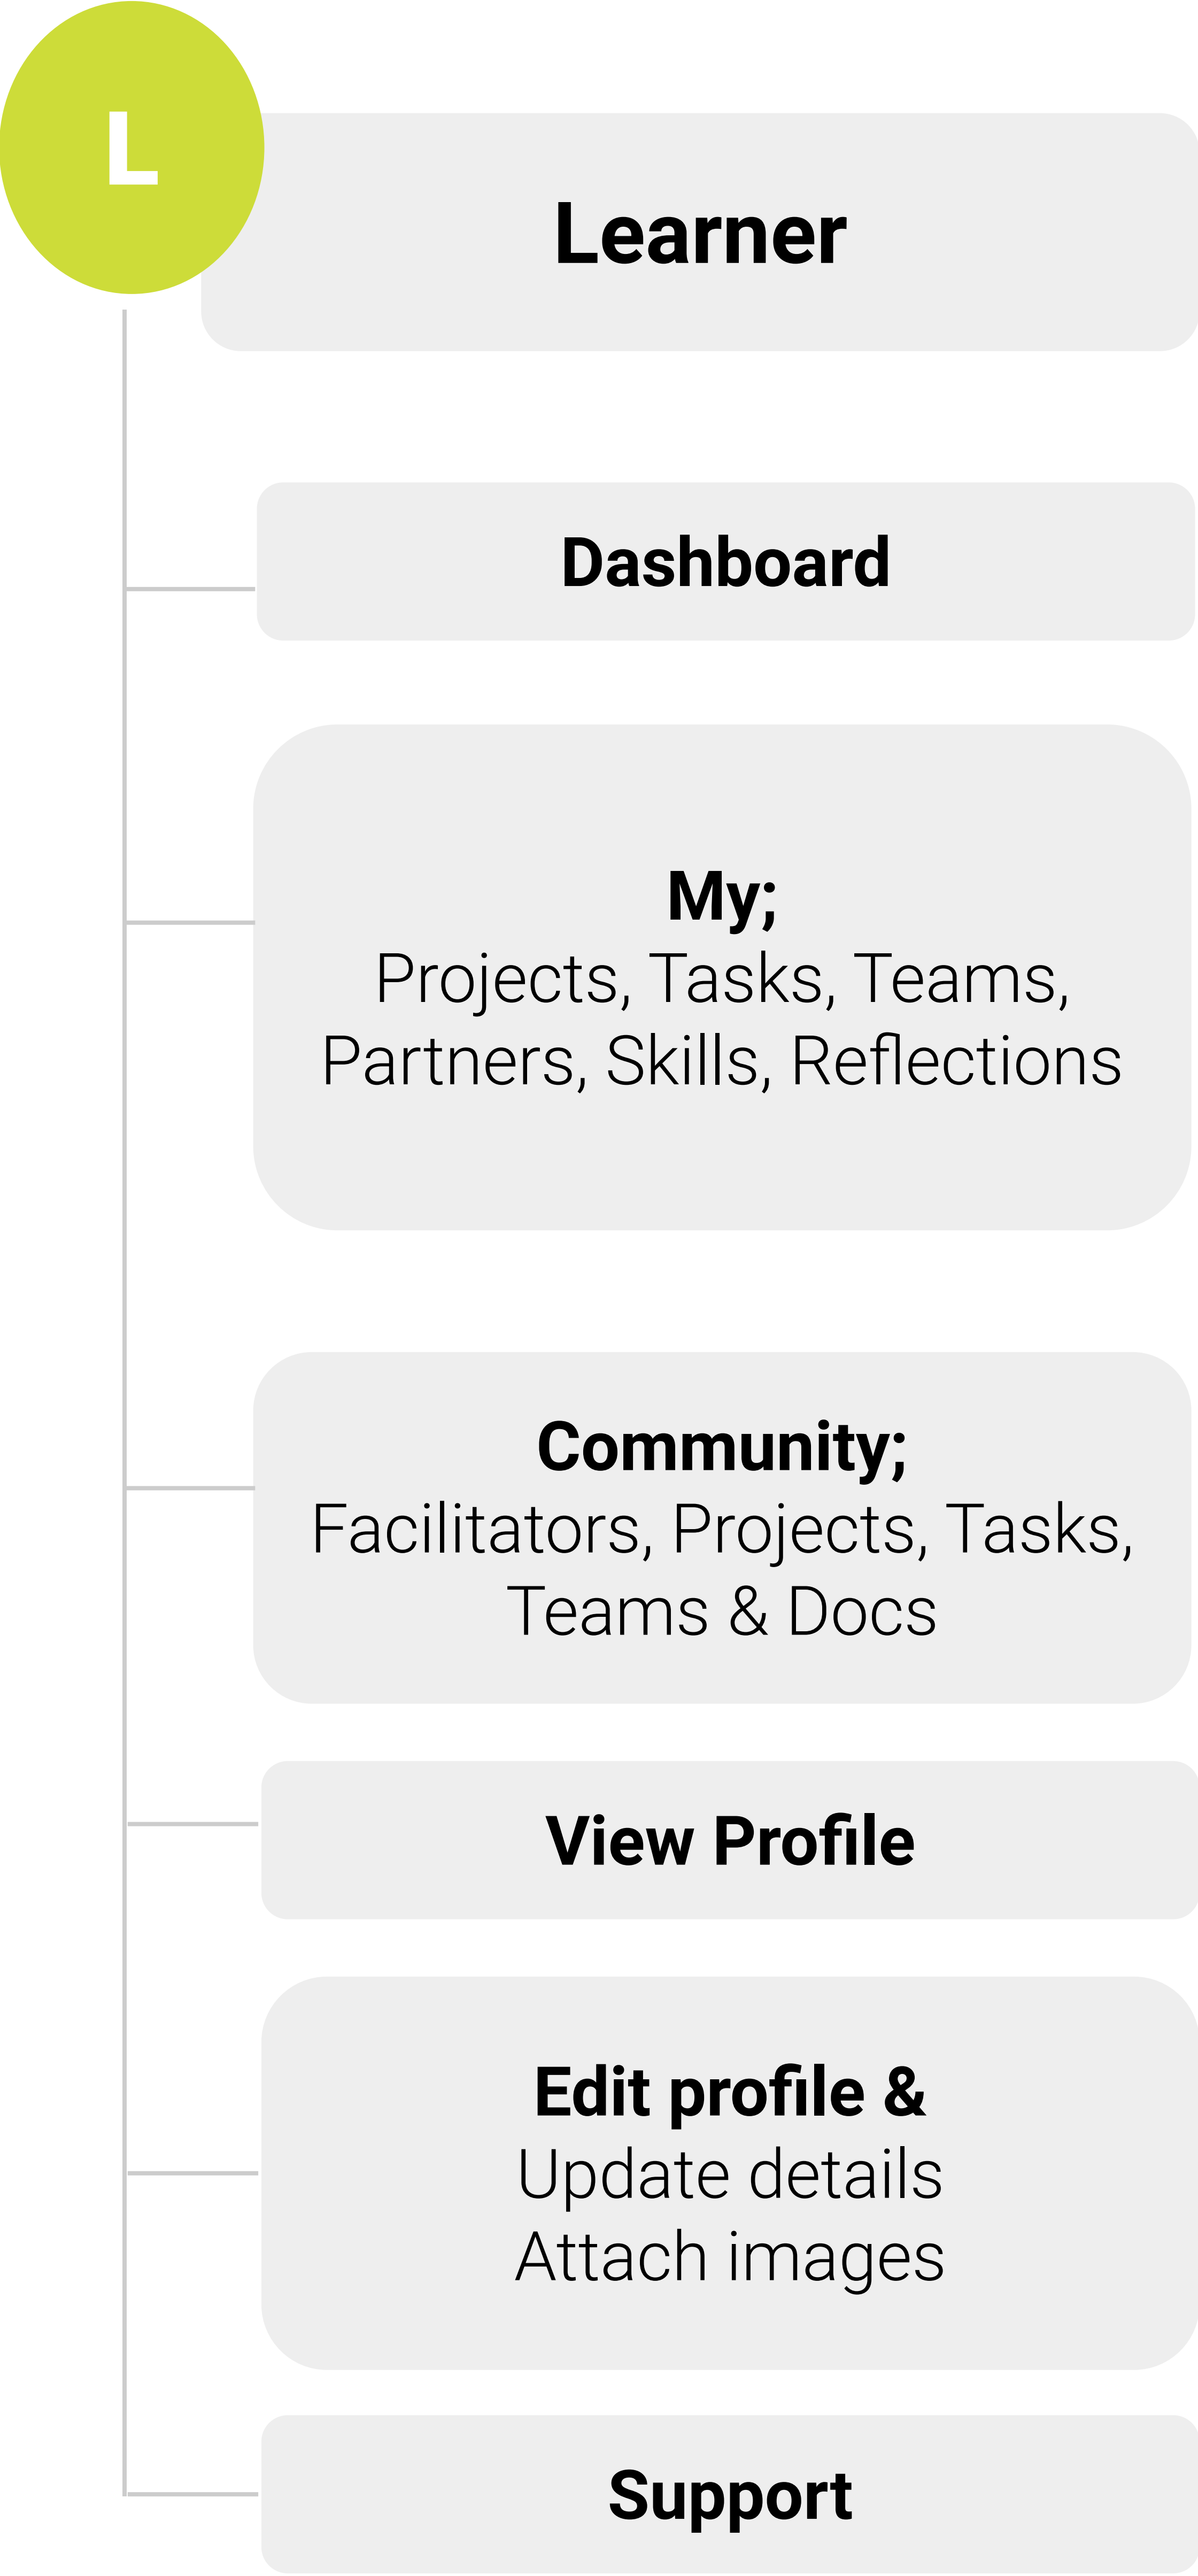 L
Learner
Dashboard
My;
Projects, Tasks, Teams,
Partners, Skills, Reflections
Community;
Facilitators, Projects, Tasks,
Teams & Docs
View Profile
Edit profile &
Update details
Attach images
Support